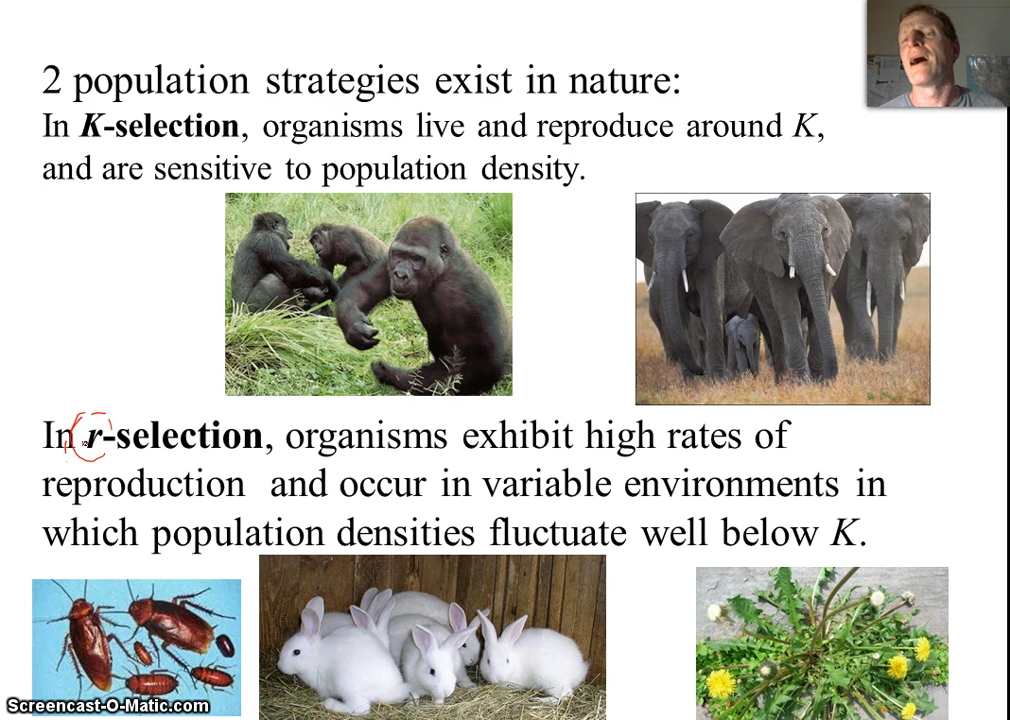 2 population strategies exist in nature:
In K-selection, organisms live and reproduce around K,
and are sensitive to population density.
In r-selection, organisms exhibit high rates of
reproduction and occur in variable environments in
which population densities fluctuate well below K.
Screencast-O-Matic.com